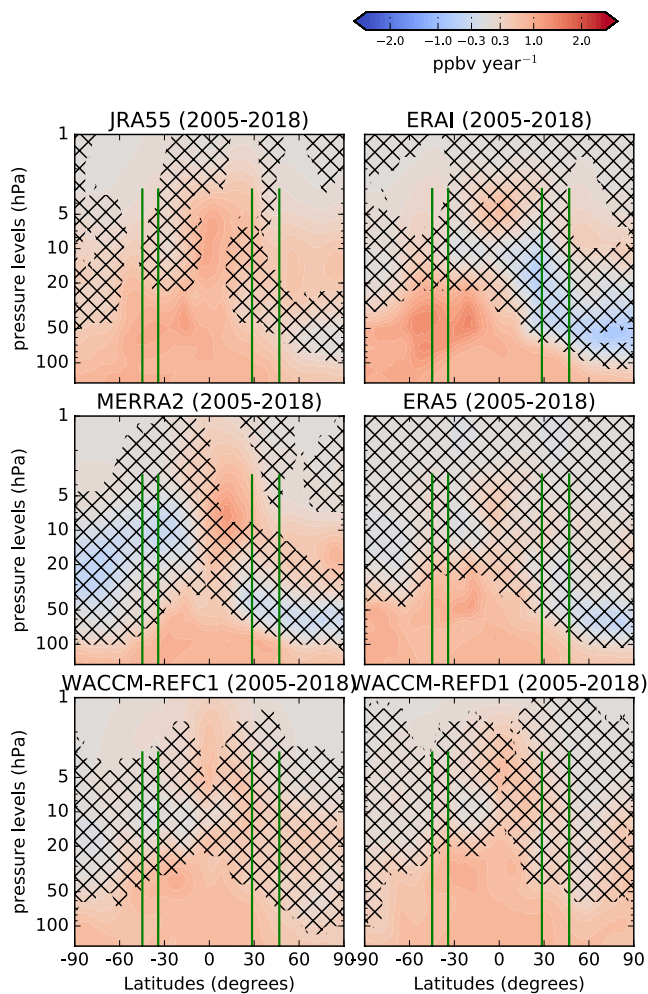 −2.0 −1.0 −0.3 0.3 1.0 2.0
ppbv year⁻¹
JRA55 (2005-2018) ERAI (2005-2018)
pressure levels (hPa)
1
5
10
20
50
100
MERRA2 (2005-2018) ERA5 (2005-2018)
pressure levels (hPa)
1
5
10
20
50
100
WACCM-REFC1 (2005-2018) WACCM-REFD1 (2005-2018)
pressure levels (hPa)
1
5
10
20
50
100
-90 -60 -30 0 30 60 90 -60 -30 0 30 60 90
Latitudes (degrees) Latitudes (degrees)